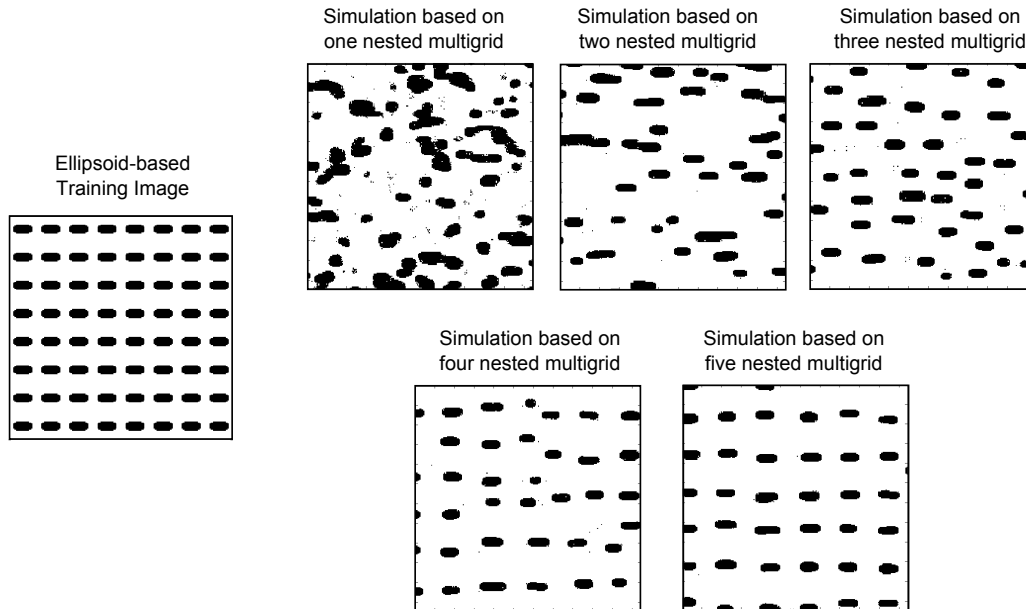 Simulation based on
one nested multigrid
Simulation based on
two nested multigrid
Simulation based on
three nested multigrid
Ellipsoid-based
Training Image
Simulation based on
four nested multigrid
Simulation based on
five nested multigrid